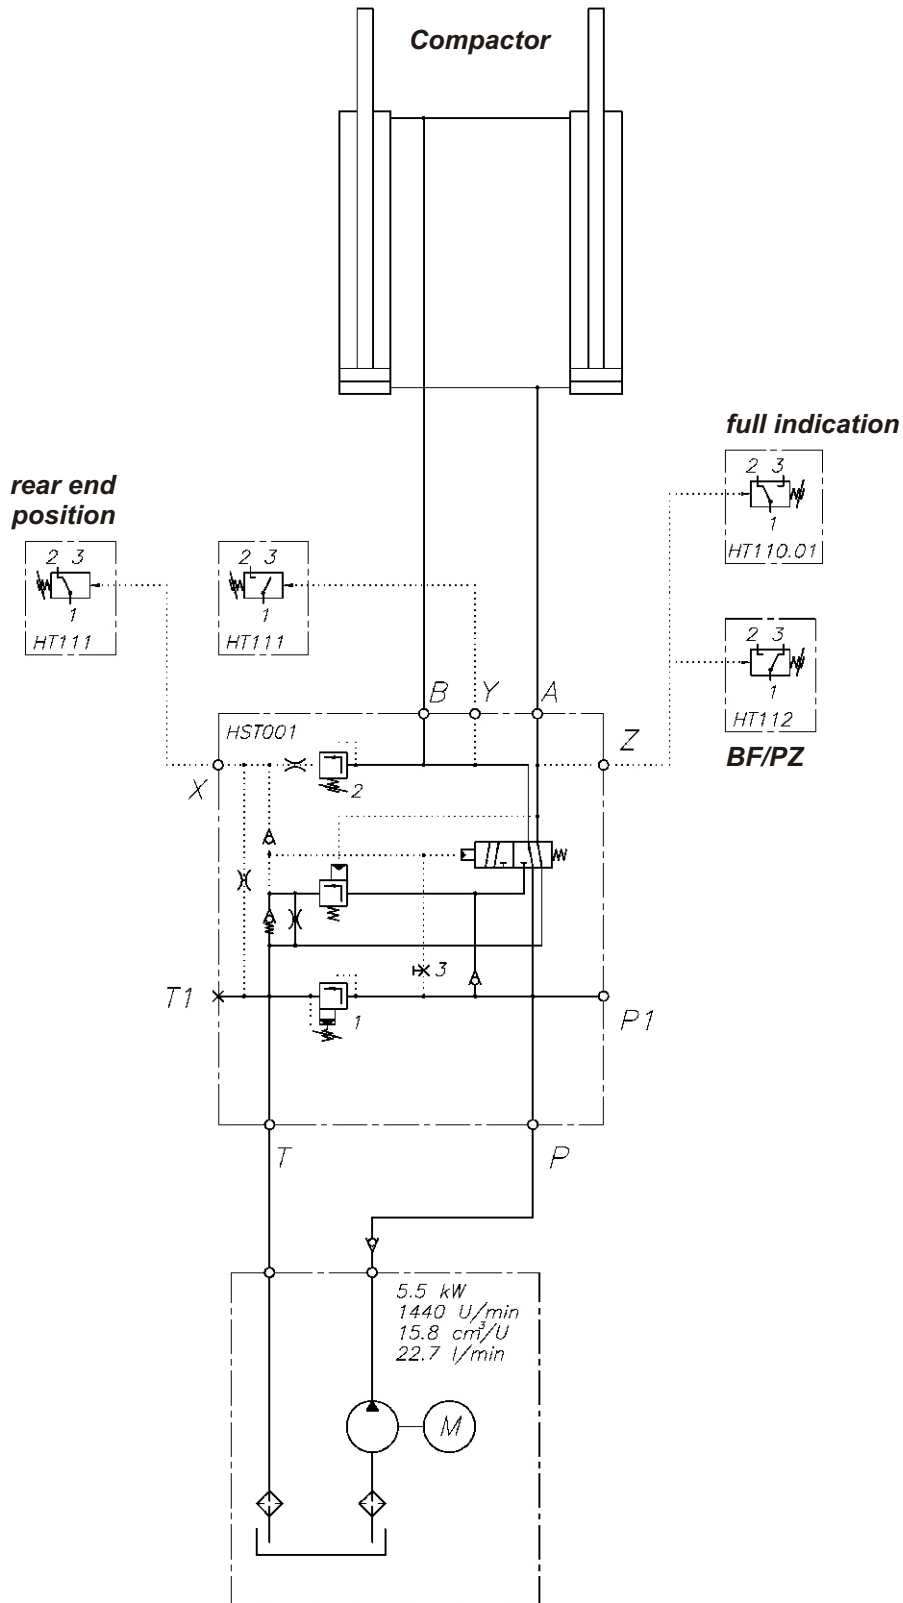 Compactor
full indication
2 3
1
HT110.01
rear end
position
2 3
1
HT111
2 3
1
HT111
2 3
1
HT112
BF/PZ
B Y A
HST001
Z
X
2
3
T1
1
P1
T
P
5.5 kW
1440 U/min
15.8 cm³/U
22.7 l/min
M